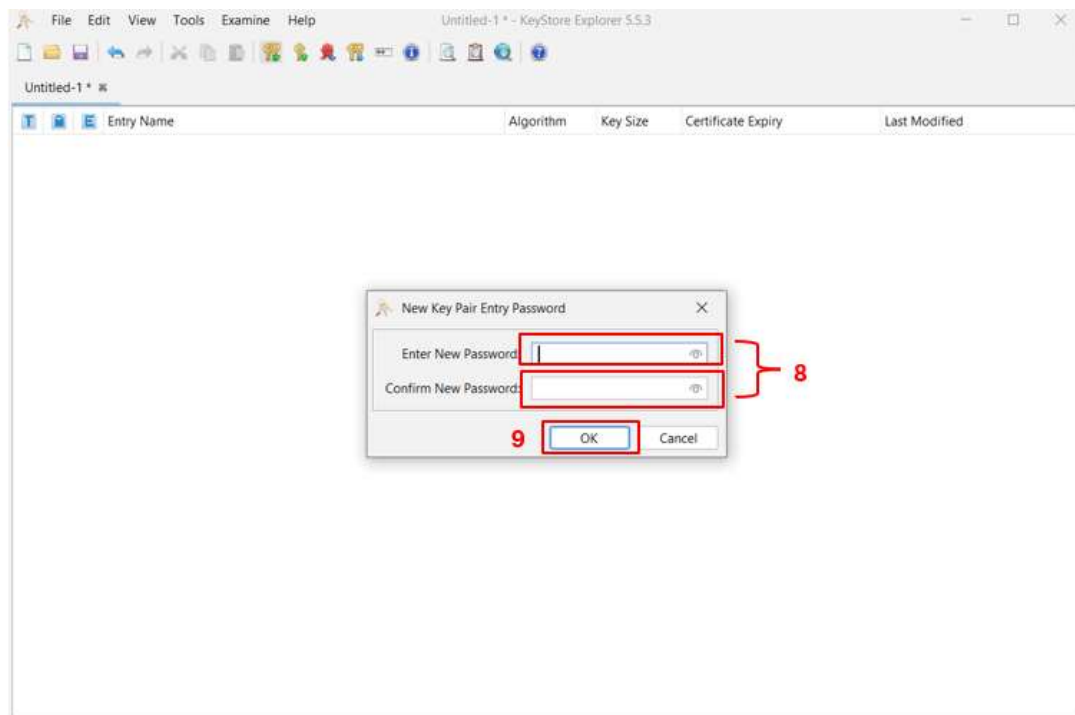 File Edit View Tools Examine Help Untitled-1 * - KeyStore Explorer 5.5.3
Untitled-1 *
T E Entry Name Algorithm Key Size Certificate Expiry Last Modified
New Key Pair Entry Password
Enter New Password:
Confirm New Password:
8
9 OK Cancel